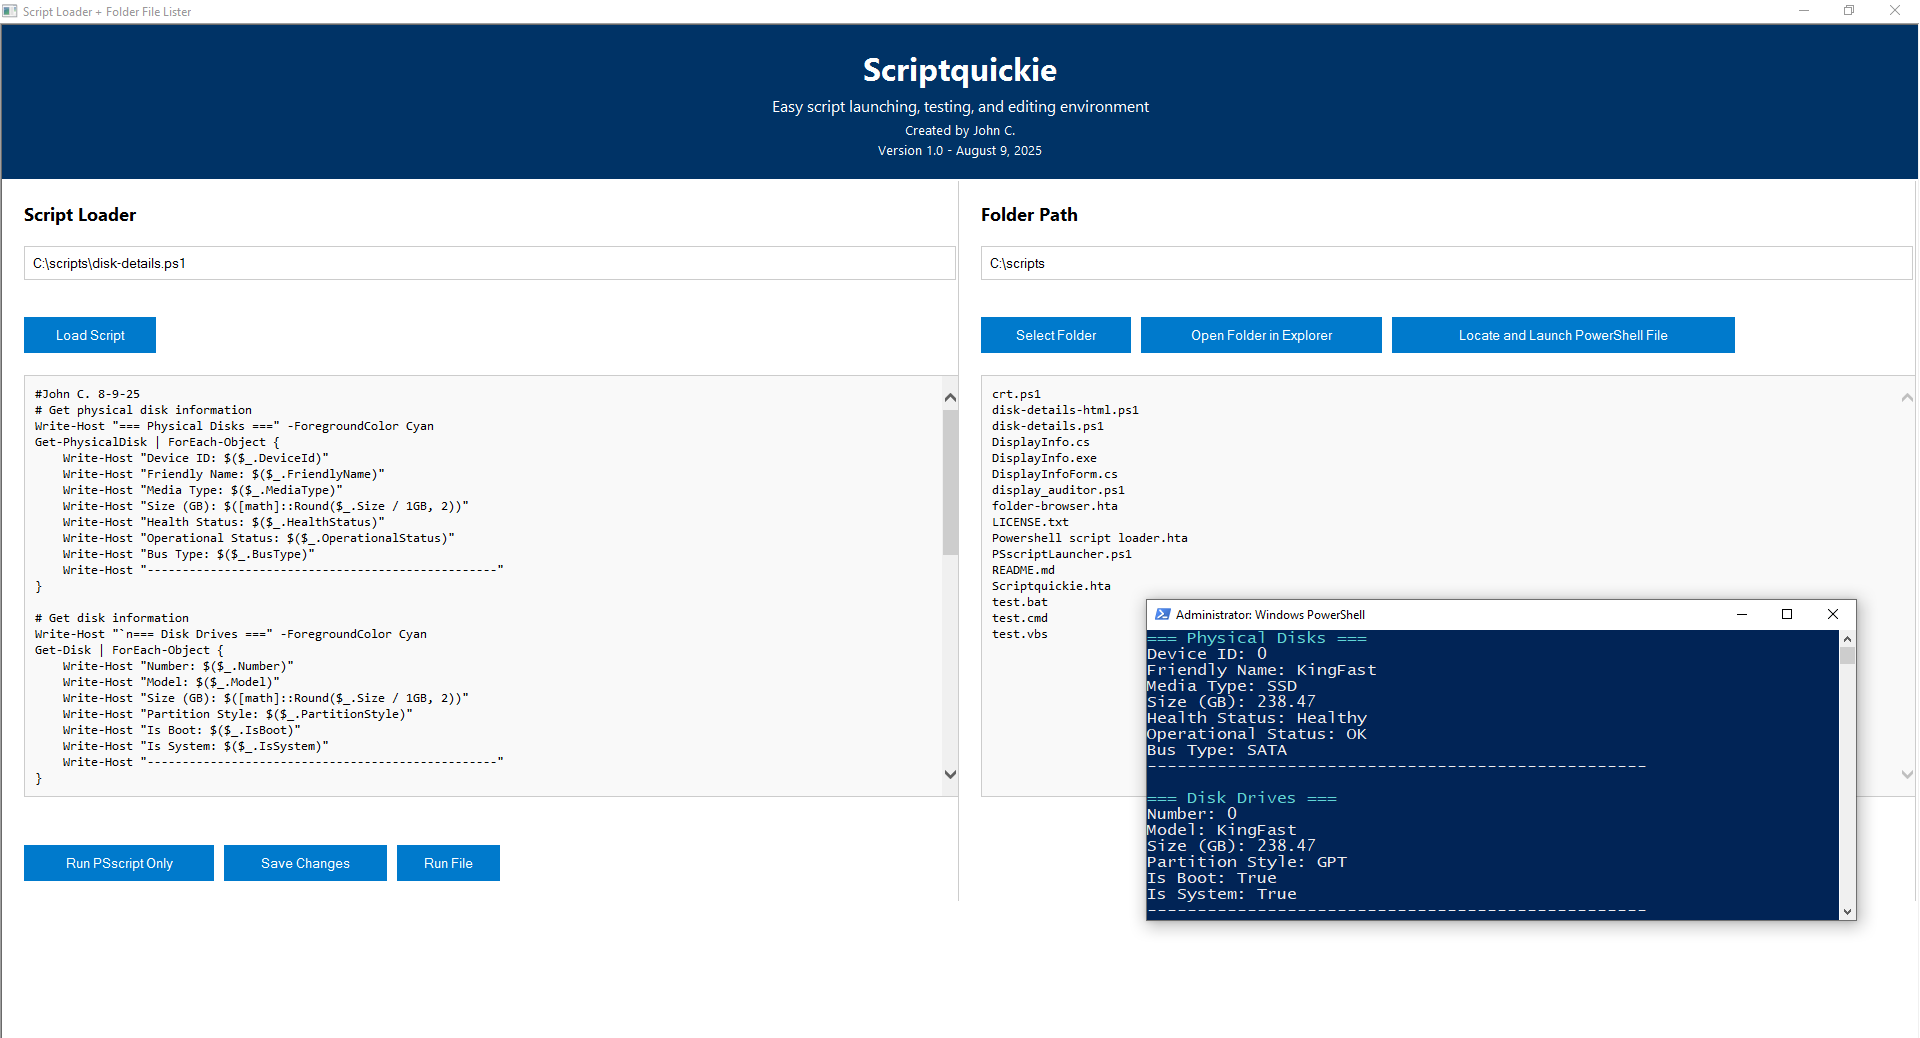 Script Loader + Folder File Lister
Scriptquickie
Easy script launching, testing, and editing environment
Created by John C.
Version 1.0 - August 9, 2025
Script Loader
C:\scripts\disk-details.ps1
Load Script
#John C. 8-9-25
# Get physical disk information
Write-Host "=== Physical Disks ===" -ForegroundColor Cyan
Get-PhysicalDisk | ForEach-Object {
    Write-Host "Device ID: $($_.DeviceId)"
    Write-Host "Friendly Name: $($_.FriendlyName)"
    Write-Host "Media Type: $($_.MediaType)"
    Write-Host "Size (GB): $([math]::Round($_.Size / 1GB, 2))"
    Write-Host "Health Status: $($_.HealthStatus)"
    Write-Host "Operational Status: $($_.OperationalStatus)"
    Write-Host "Bus Type: $($_.BusType)"
    Write-Host "--------------------------------------------------"
}
# Get disk information
Write-Host "`n=== Disk Drives ===" -ForegroundColor Cyan
Get-Disk | ForEach-Object {
    Write-Host "Number: $($_.Number)"
    Write-Host "Model: $($_.Model)"
    Write-Host "Size (GB): $([math]::Round($_.Size / 1GB, 2))"
    Write-Host "Partition Style: $($_.PartitionStyle)"
    Write-Host "Is Boot: $($_.IsBoot)"
    Write-Host "Is System: $($_.IsSystem)"
    Write-Host "--------------------------------------------------"
}
Run PSscript Only
Save Changes
Run File
Folder Path
C:\scripts
Select Folder
Open Folder in Explorer
Locate and Launch PowerShell File
crt.ps1
disk-details-html.ps1
disk-details.ps1
DisplayInfo.cs
DisplayInfo.exe
DisplayInfoForm.cs
display_auditor.ps1
folder-browser.hta
LICENSE.txt
Powershell script loader.hta
PSscriptLauncher.ps1
README.md
Scriptquickie.hta
test.bat
test.cmd
test.vbs
Administrator: Windows PowerShell
=== Physical Disks ===
Device ID: 0
Friendly Name: KingFast
Media Type: SSD
Size (GB): 238.47
Health Status: Healthy
Operational Status: OK
Bus Type: SATA
--------------------------------------------------
=== Disk Drives ===
Number: 0
Model: KingFast
Size (GB): 238.47
Partition Style: GPT
Is Boot: True
Is System: True
--------------------------------------------------